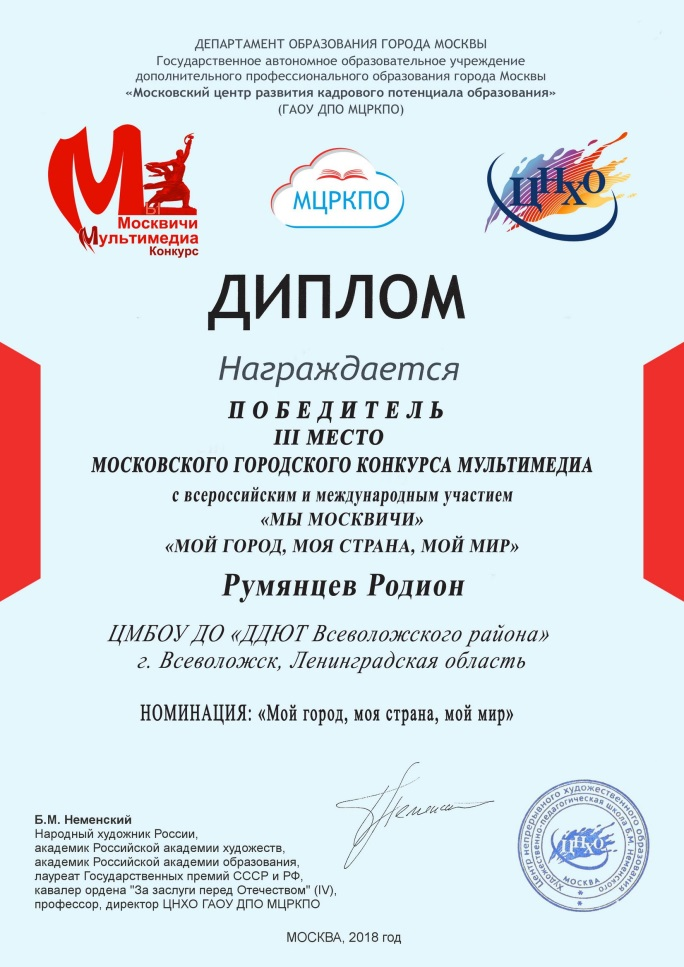 ДЕПАРТАМЕНТ ОБРАЗОВАНИЯ ГОРОДА МОСКВЫ
Государственное автономное образовательное учреждение
дополнительного профессионального образования города Москвы
«Московский центр развития кадрового потенциала образования»
(ГАОУ ДПО МЦРКПО)
МЫ
Москвичи
Мультимедиа
Конкурс
МЦРКПО
ЦНХО
ДИПЛОМ
Награждается
ПОБЕДИТЕЛЬ
III МЕСТО
МОСКОВСКОГО ГОРОДСКОГО КОНКУРСА МУЛЬТИМЕДИА
с всероссийским и международным участием
«МЫ МОСКВИЧИ»
«МОЙ ГОРОД, МОЯ СТРАНА, МОЙ МИР»
Румянцев Родион
ЦМБОУ ДО «ДДЮТ Всеволожского района»
г. Всеволожск, Ленинградская область
НОМИНАЦИЯ: «Мой город, моя страна, мой мир»
Б.М. Неменский
Народный художник России,
академик Российской академии художеств,
академик Российской академии образования,
лауреат Государственных премий СССР и РФ,
кавалер ордена "За заслуги перед Отечеством" (IV),
профессор, директор ЦНХО ГАОУ ДПО МЦРКПО
Неменский
Центр непрерывного художественного образования
Художественно-педагогическая школа Б.М. Неменского
ЦНХО
МОСКВА
МОСКВА, 2018 год